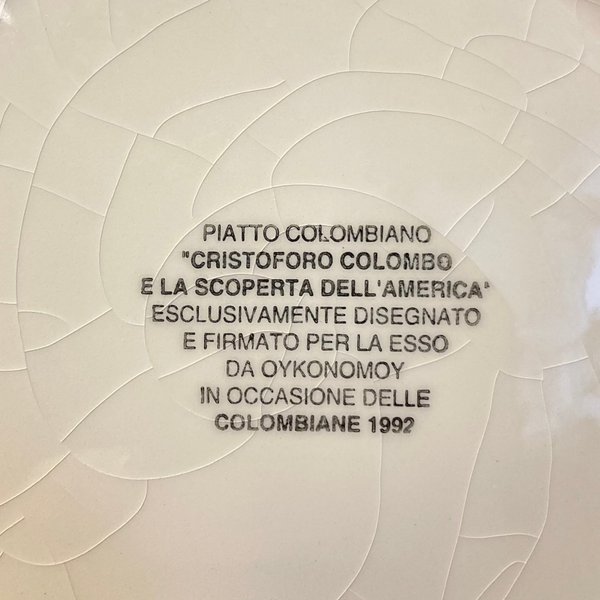 PIATTO COLOMBIANO
"CRISTOFORO COLOMBO
E LA SCOPERTA DELL'AMERICA"
ESCLUSIVAMENTE DISEGNATO
E FIRMATO PER LA ESSO
DA OYKONOMOY
IN OCCASIONE DELLE
COLOMBIANE 1992